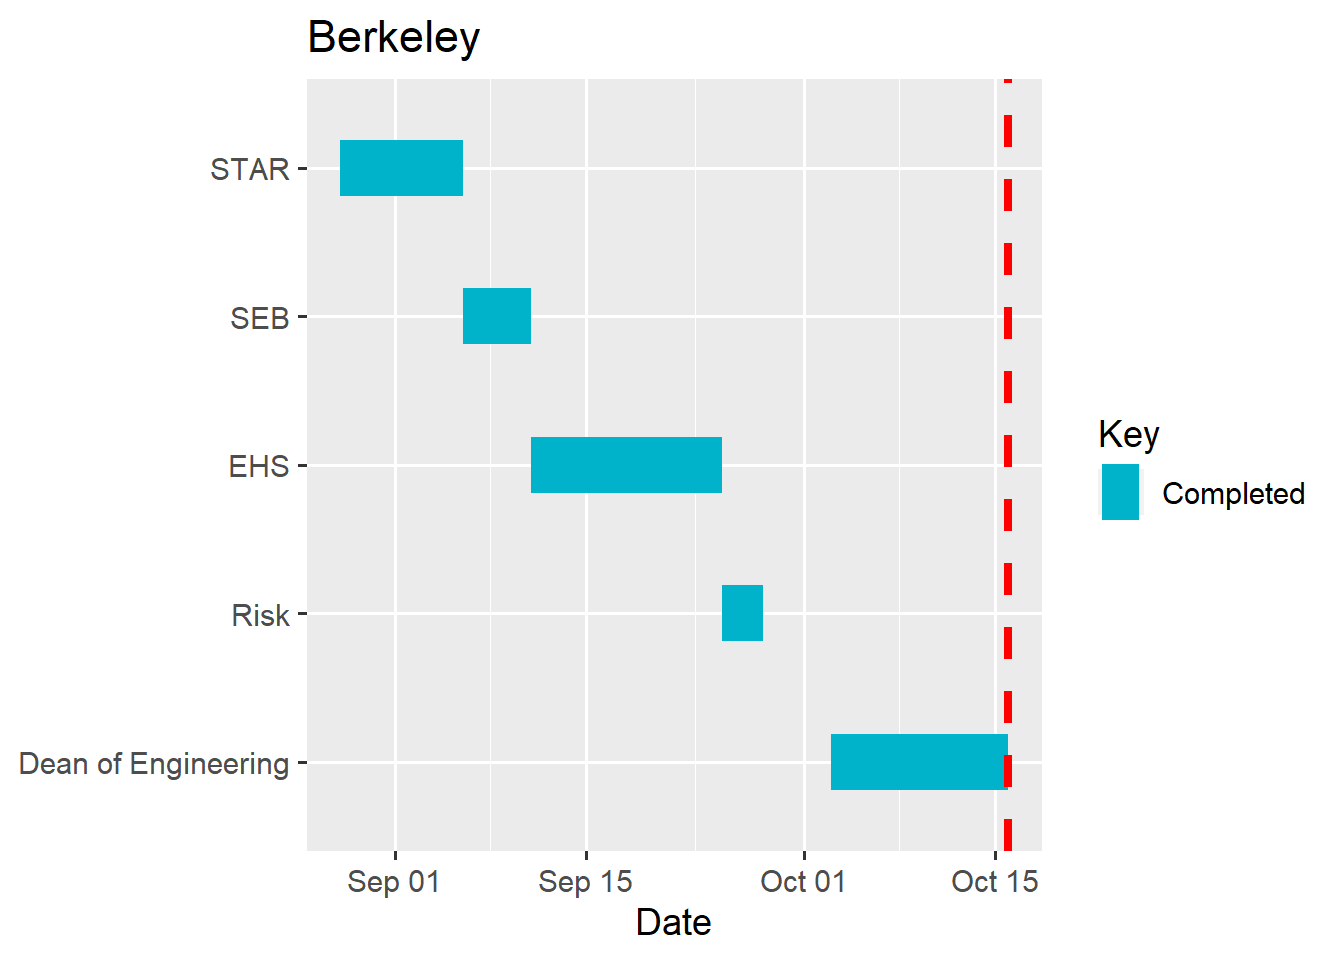 Berkeley
STAR
SEB
EHS
Risk
Dean of Engineering
Sep 01
Sep 15
Oct 01
Oct 15
Date
Key
Completed